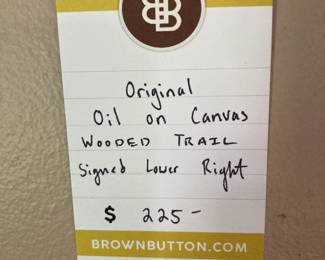 BB
Original
Oil on Canvas
WOODED TRAIL
Signed Lower Right
$ 225-
BROWNBUTTON.COM